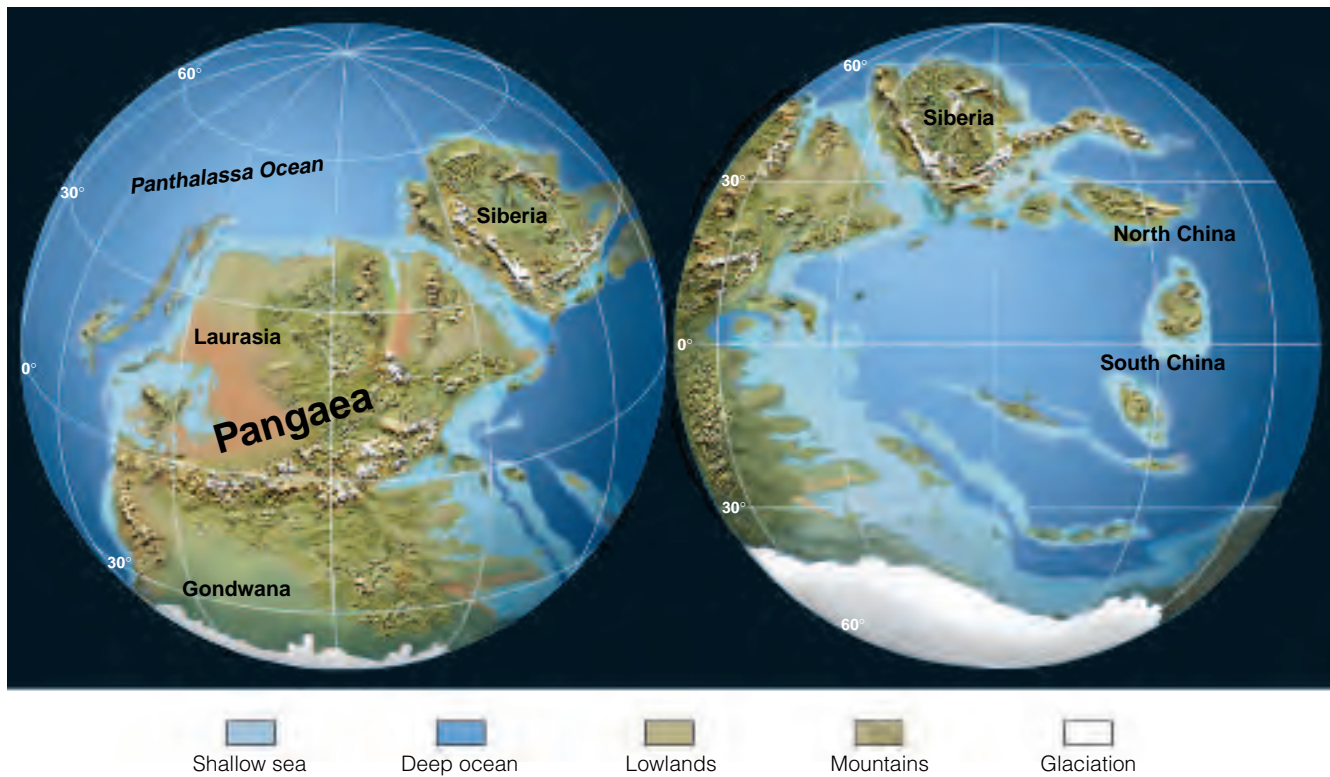 60°
30°
Panthalassa Ocean
Siberia
Laurasia
0°
Pangaea
30°
Gondwana
60°
Siberia
30°
North China
0°
South China
30°
60°
Shallow sea
Deep ocean
Lowlands
Mountains
Glaciation